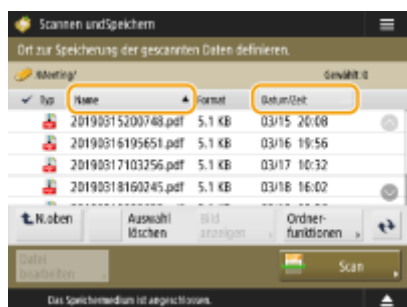 Scannen undSpeichern
Ort zur Speicherung der gescannten Daten definieren.
Meeting/ Gewählt:0
Typ Name Format Datum/Zeit
20190315200748.pdf 5.1 KB 03/15 20:08
20190316195651.pdf 5.1 KB 03/16 19:56
20190317103256.pdf 5.1 KB 03/17 10:32
20190318160245.pdf 5.1 KB 03/18 16:02
N.oben Auswahl löschen Bild anzeigen Ordner-funktionen
Datei bearbeiten Scan
Das Speichermedium ist angeschlossen.